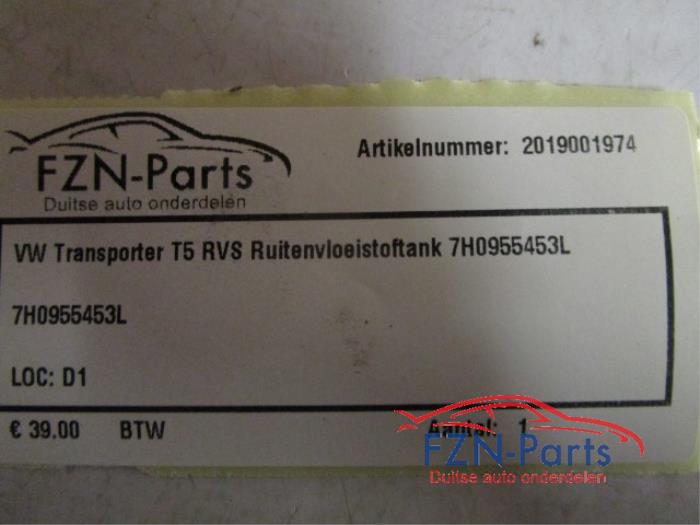 FZN-Parts
Duitse auto onderdelen
Artikelnummer: 2019001974
VW Transporter T5 RVS Ruitenvloeistoftank 7H0955453L
7H0955453L
LOC: D1
€ 39.00 BTW Aantal: 1
FZN-Parts
Duitse auto onderdelen